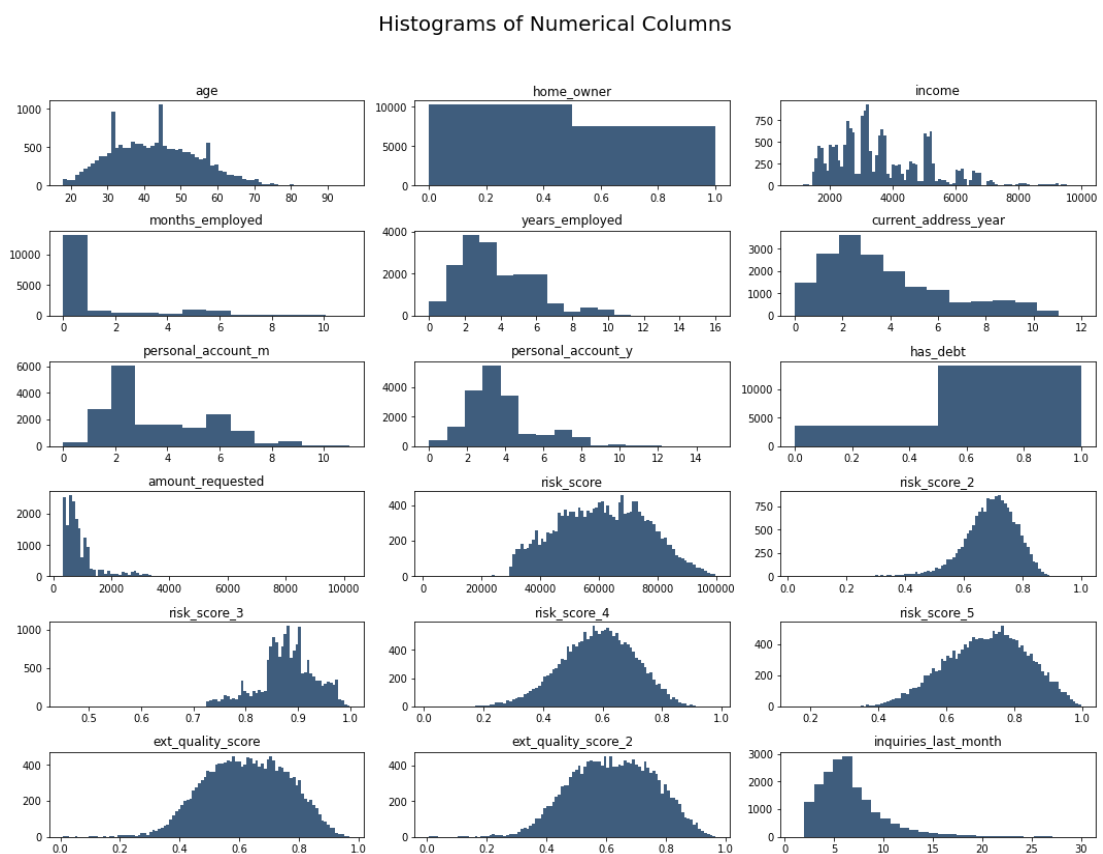 Histograms of Numerical Columns
age
1000
500
0
20 30 40 50 60 70 80 90
home_owner
10000
5000
0
0.0 0.2 0.4 0.6 0.8 1.0
income
750
500
250
0
2000 4000 6000 8000 10000
months_employed
10000
5000
0
0 2 4 6 8 10
years_employed
4000
2000
0
0 2 4 6 8 10 12 14 16
current_address_year
3000
2000
1000
0
0 2 4 6 8 10 12
personal_account_m
6000
4000
2000
0
0 2 4 6 8 10
personal_account_y
4000
2000
0
0 2 4 6 8 10 12 14
has_debt
10000
5000
0
0.0 0.2 0.4 0.6 0.8 1.0
amount_requested
2000
1000
0
0 2000 4000 6000 8000 10000
risk_score
400
200
0
0 20000 40000 60000 80000 100000
risk_score_2
750
500
250
0
0.0 0.2 0.4 0.6 0.8 1.0
risk_score_3
1000
500
0
0.5 0.6 0.7 0.8 0.9 1.0
risk_score_4
400
200
0
0.0 0.2 0.4 0.6 0.8 1.0
risk_score_5
400
200
0
0.2 0.4 0.6 0.8 1.0
ext_quality_score
400
200
0
0.0 0.2 0.4 0.6 0.8 1.0
ext_quality_score_2
400
200
0
0.0 0.2 0.4 0.6 0.8 1.0
inquiries_last_month
3000
2000
1000
0
0 5 10 15 20 25 30